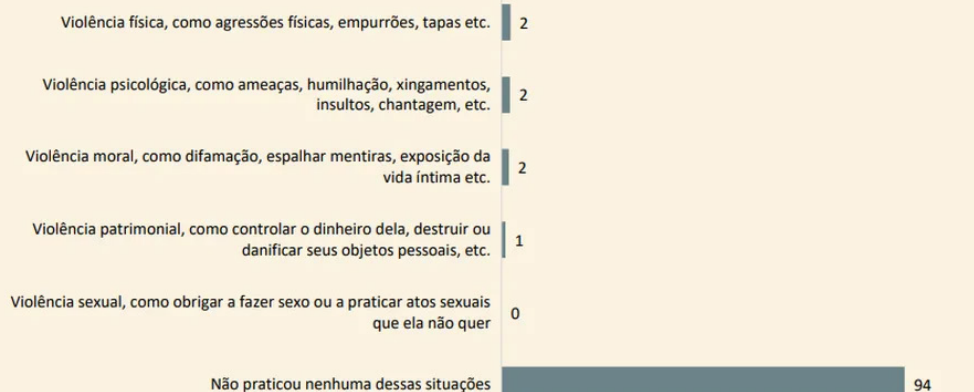 Violência física, como agressões físicas, empurrões, tapas etc. 2
Violência psicológica, como ameaças, humilhação, xingamentos,
insultos, chantagem, etc. 2
Violência moral, como difamação, espalhar mentiras, exposição da
vida íntima etc. 2
Violência patrimonial, como controlar o dinheiro dela, destruir ou
danificar seus objetos pessoais, etc. 1
Violência sexual, como obrigar a fazer sexo ou a praticar atos sexuais
que ela não quer 0
Não praticou nenhuma dessas situações 94